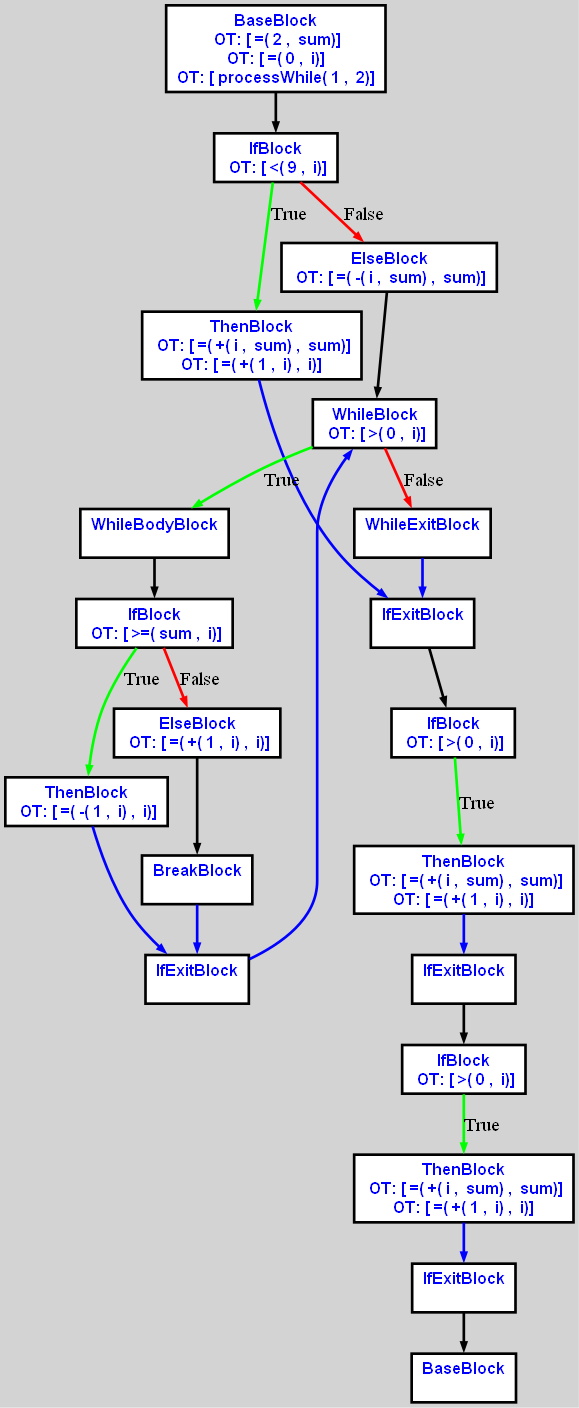 BaseBlock
OT: [ =( 2 , sum)]
OT: [ =( 0 , i)]
OT: [ processWhile( 1 , 2)]
IfBlock
OT: [ <( 9 , i)]
True
False
ElseBlock
OT: [ =( -( i , sum) , sum)]
ThenBlock
OT: [ =( +( i , sum) , sum)]
OT: [ =( +( 1 , i) , i)]
WhileBlock
OT: [ >( 0 , i)]
True
False
WhileBodyBlock
WhileExitBlock
IfBlock
OT: [ >=( sum , i)]
IfExitBlock
True
False
ElseBlock
OT: [ =( +( 1 , i) , i)]
IfBlock
OT: [ >( 0 , i)]
ThenBlock
OT: [ =( -( 1 , i) , i)]
True
BreakBlock
ThenBlock
OT: [ =( +( i , sum) , sum)]
OT: [ =( +( 1 , i) , i)]
IfExitBlock
IfExitBlock
IfBlock
OT: [ >( 0 , i)]
True
ThenBlock
OT: [ =( +( i , sum) , sum)]
OT: [ =( +( 1 , i) , i)]
IfExitBlock
BaseBlock